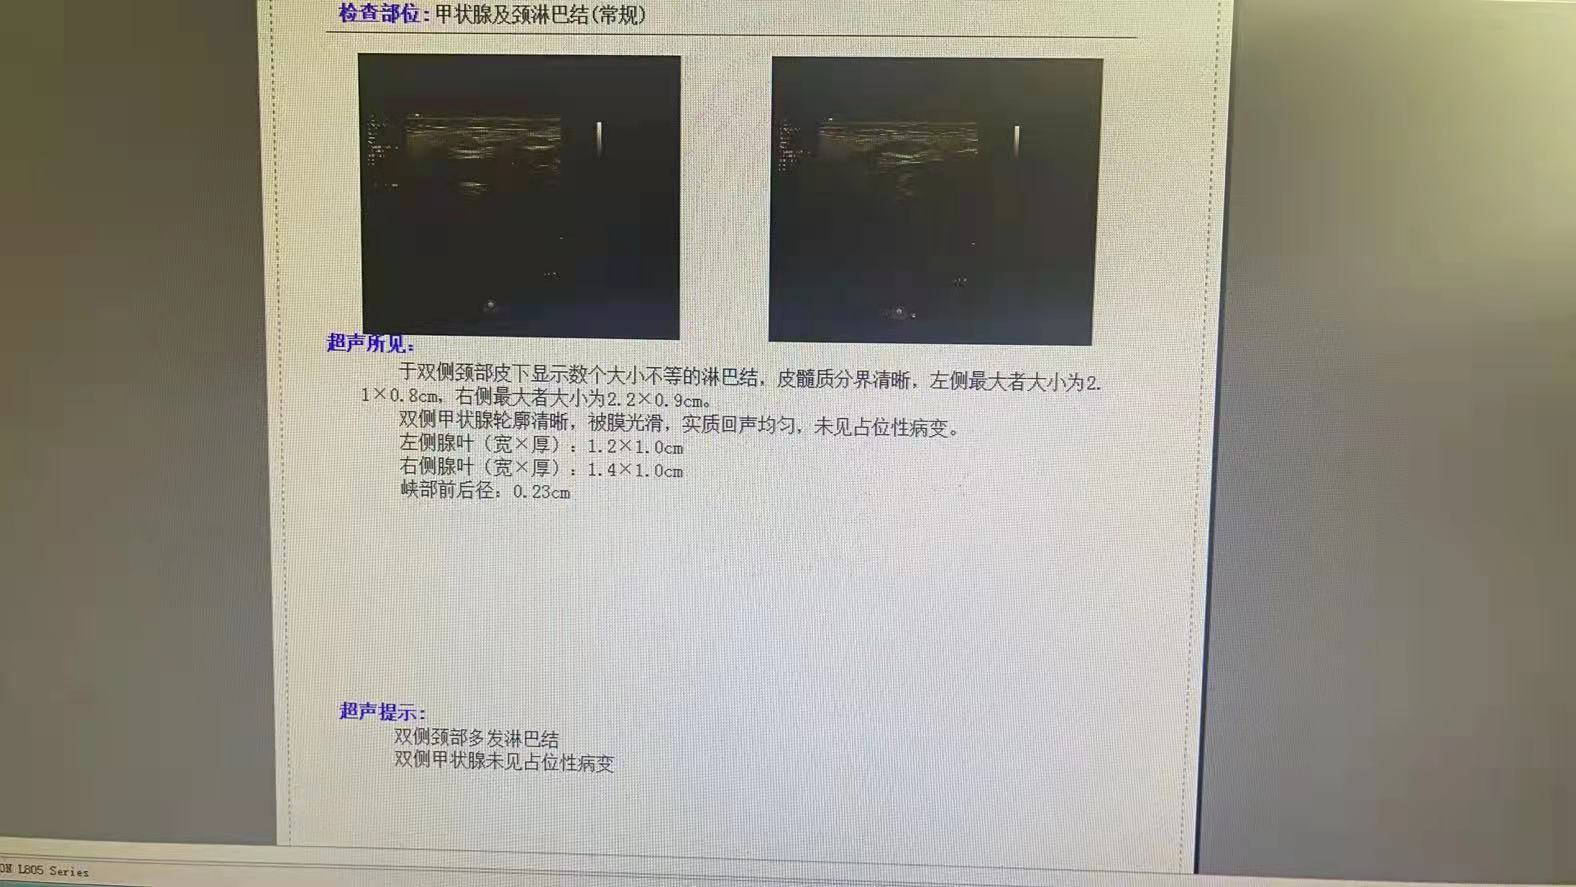 检查部位:甲状腺及颈淋巴结(常规)
超声所见:
于双侧颈部皮下显示数个大小不等的淋巴结，皮髓质分界清晰，左侧最大者大小为2.
1×0.8cm，右侧最大者大小为2.2×0.9cm。
双侧甲状腺轮廓清晰，被膜光滑，实质回声均匀，未见占位性病变。
左侧腺叶（宽×厚）：1.2×1.0cm
右侧腺叶（宽×厚）：1.4×1.0cm
峡部前后径：0.23cm
超声提示:
双侧颈部多发淋巴结
双侧甲状腺未见占位性病变
ON L805 Series